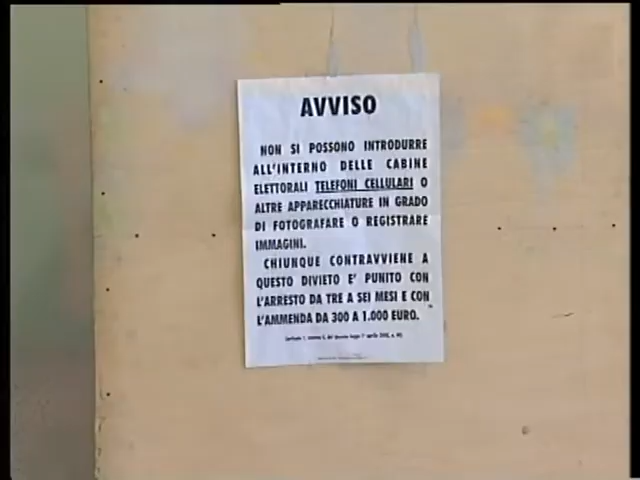 AVVISO
NON SI POSSONO INTRODURRE
ALL'INTERNO DELLE CABINE
ELETTORALI TELEFONI CELLULARI O
ALTRE APPARECCHIATURE IN GRADO
DI FOTOGRAFARE O REGISTRARE
IMMAGINI.
CHIUNQUE CONTRAVVIENE A
QUESTO DIVIETO E' PUNITO CON
L'ARRESTO DA TRE A SEI MESI E CON
L'AMMENDA DA 300 A 1.000 EURO.